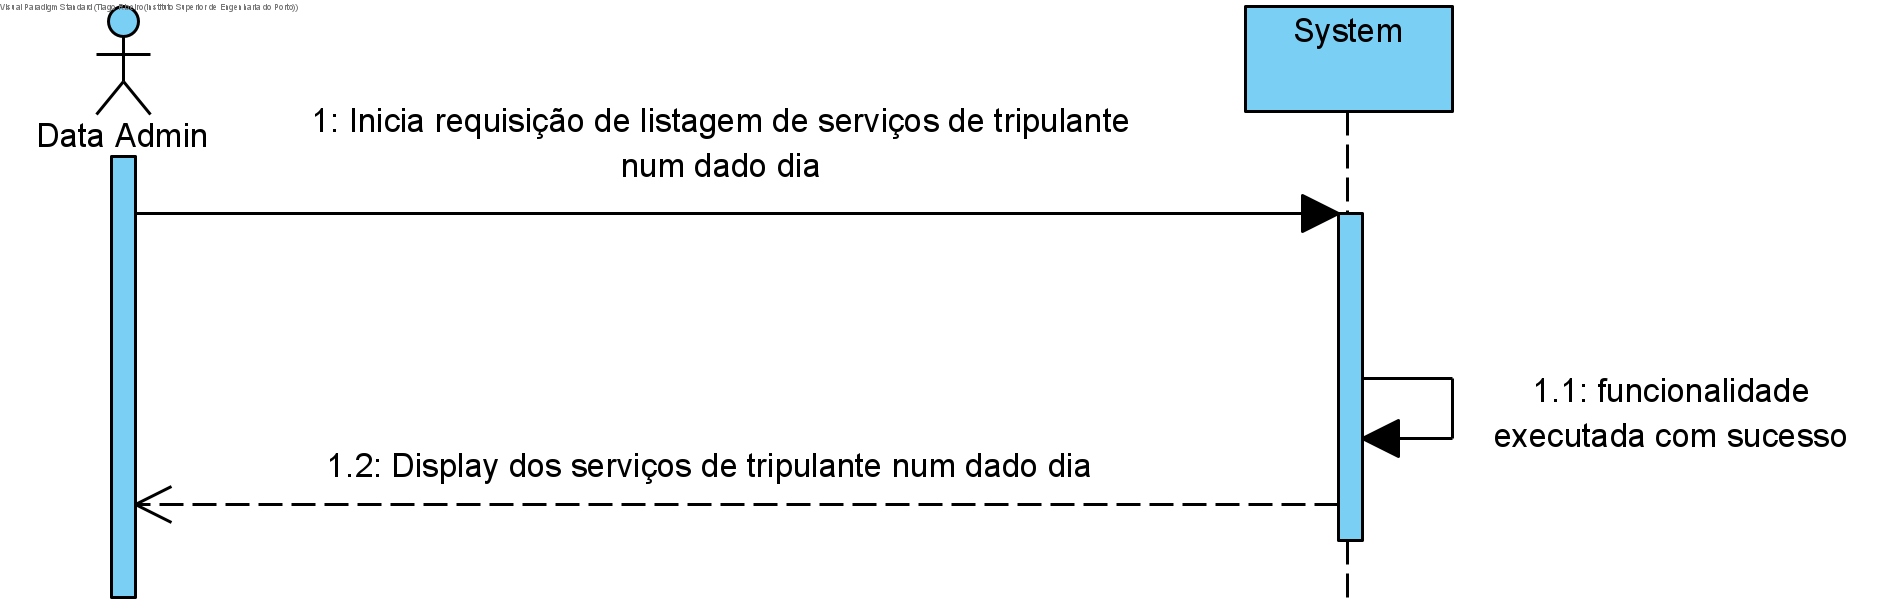 Visual Paradigm Standard (Tiago Ribeiro(Instituto Superior de Engenharia do Porto))
System
1: Inicia requisição de listagem de serviços de tripulante
num dado dia
Data Admin
1.1: funcionalidade
executada com sucesso
1.2: Display dos serviços de tripulante num dado dia